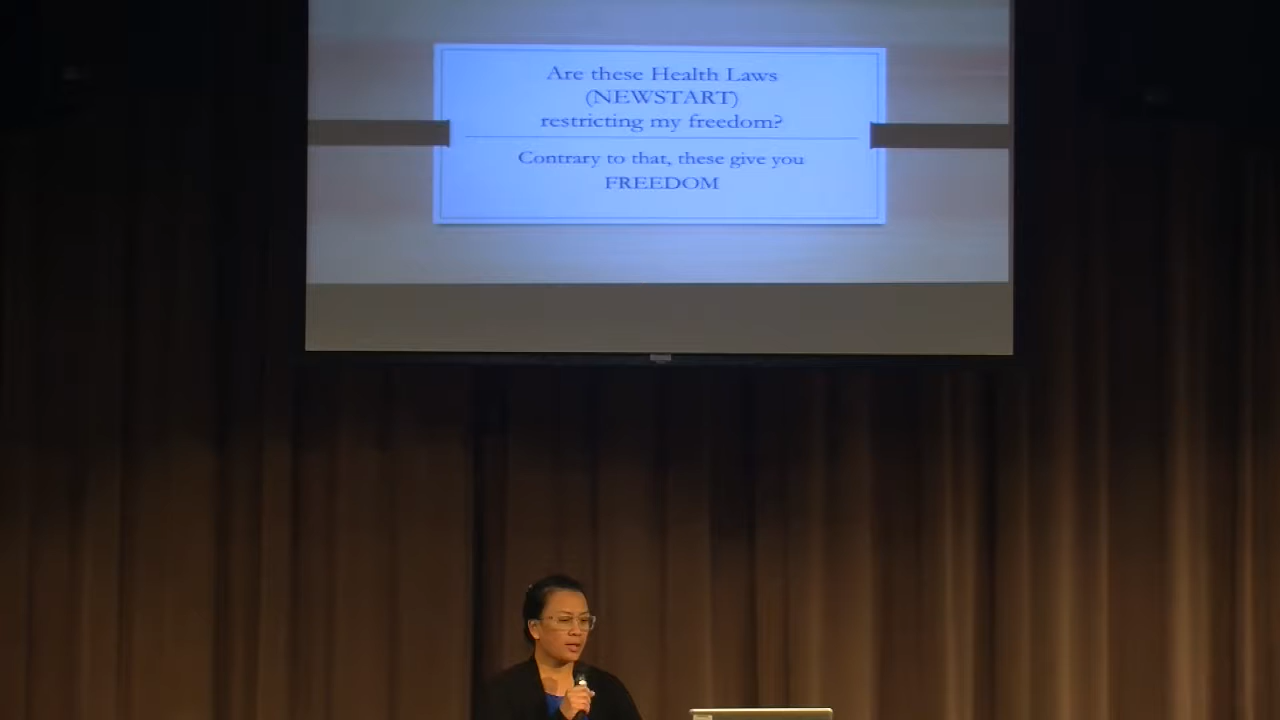 Are these Health Laws
(NEWSTART)
restricting my freedom?
Contrary to that, these give you
FREEDOM